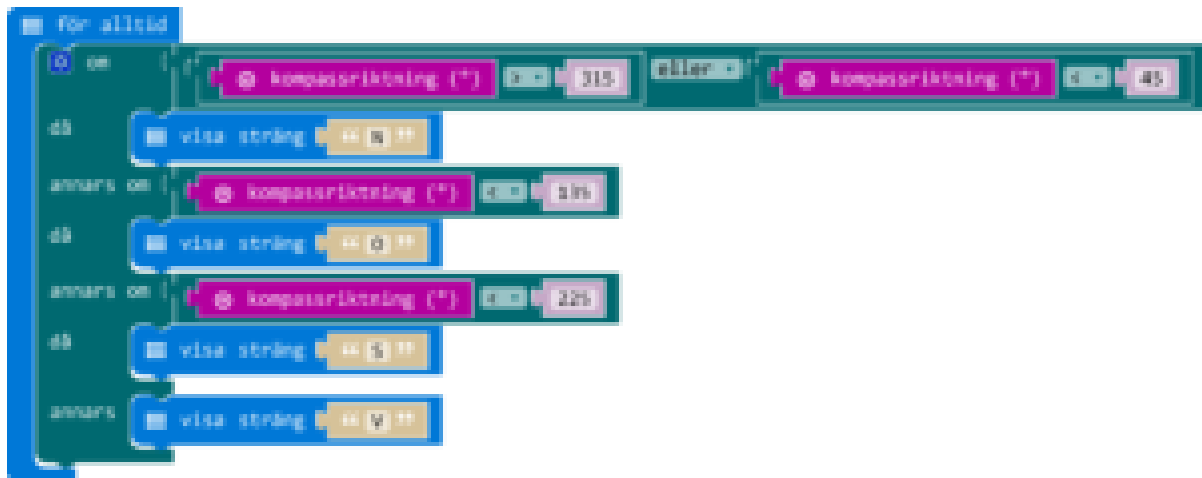 för alltid
om kompassriktning (°) > 315 eller kompassriktning (°) < 45
då visa sträng “ N ”
annars om kompassriktning (°) < 135
då visa sträng “ Ö ”
annars om kompassriktning (°) < 225
då visa sträng “ S ”
annars visa sträng “ V ”